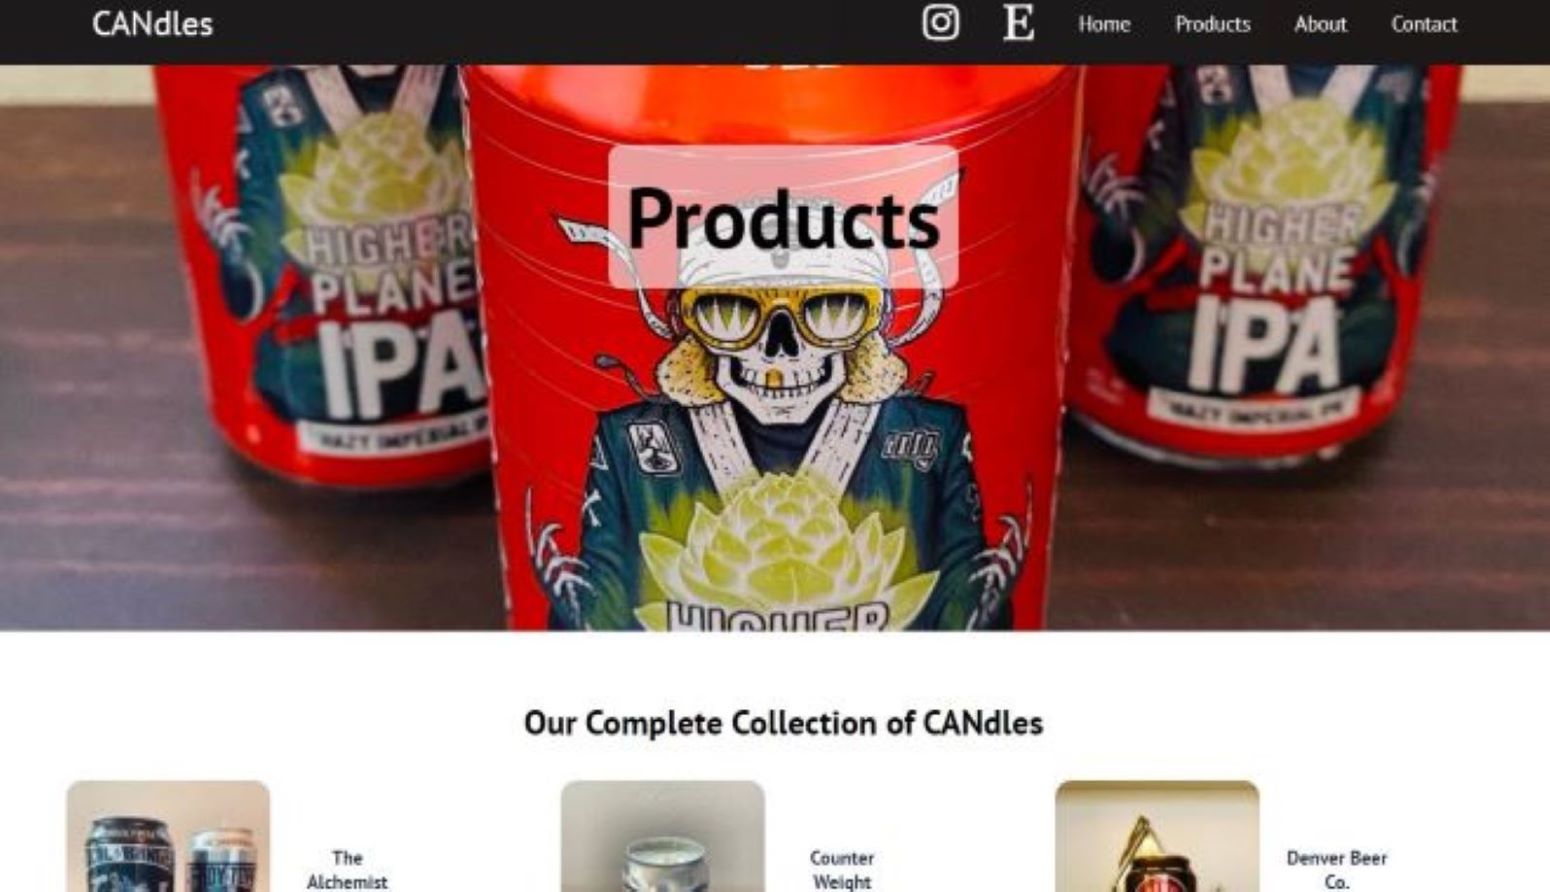 CANdles
E
Home
Products
About
Contact
Products
HIGHER
PLANE
IPA
HAZY IMPERIAL
HIGHER
HIGHER
PLANE
IPA
HAZY IMPERIAL IPA
Our Complete Collection of CANdles
The
Alchemist
Counter
Weight
Denver Beer
Co.